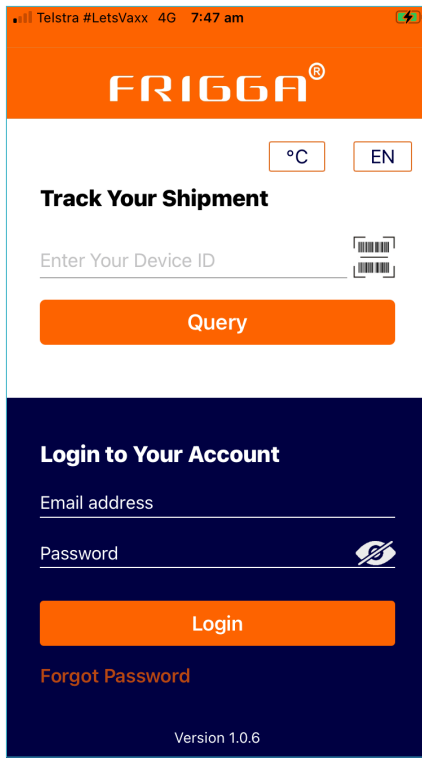 Telstra #LetsVaxx 4G 7:47 am
FRIGGA®
°C EN
Track Your Shipment
Enter Your Device ID
Query
Login to Your Account
Email address
Password
Login
Forgot Password
Version 1.0.6